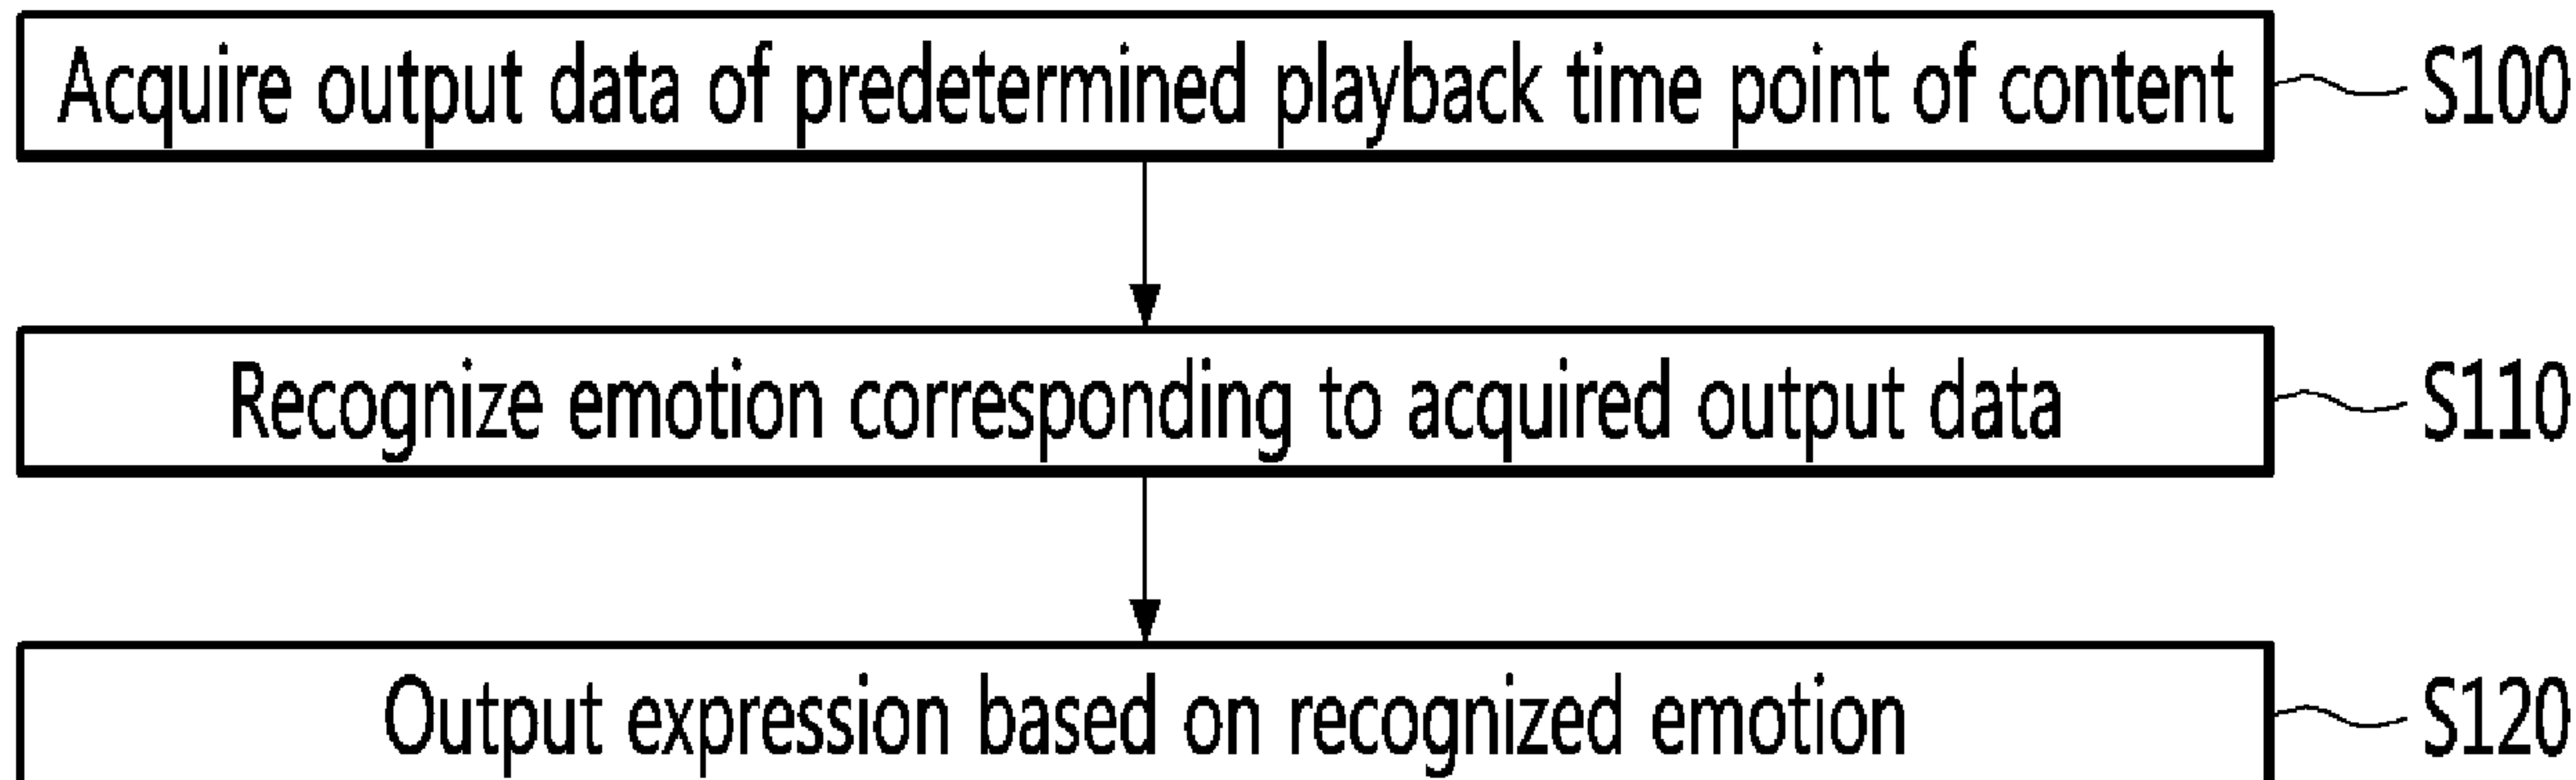 Acquire output data of predetermined playback time point of content S100
Recognize emotion corresponding to acquired output data S110
Output expression based on recognized emotion S120